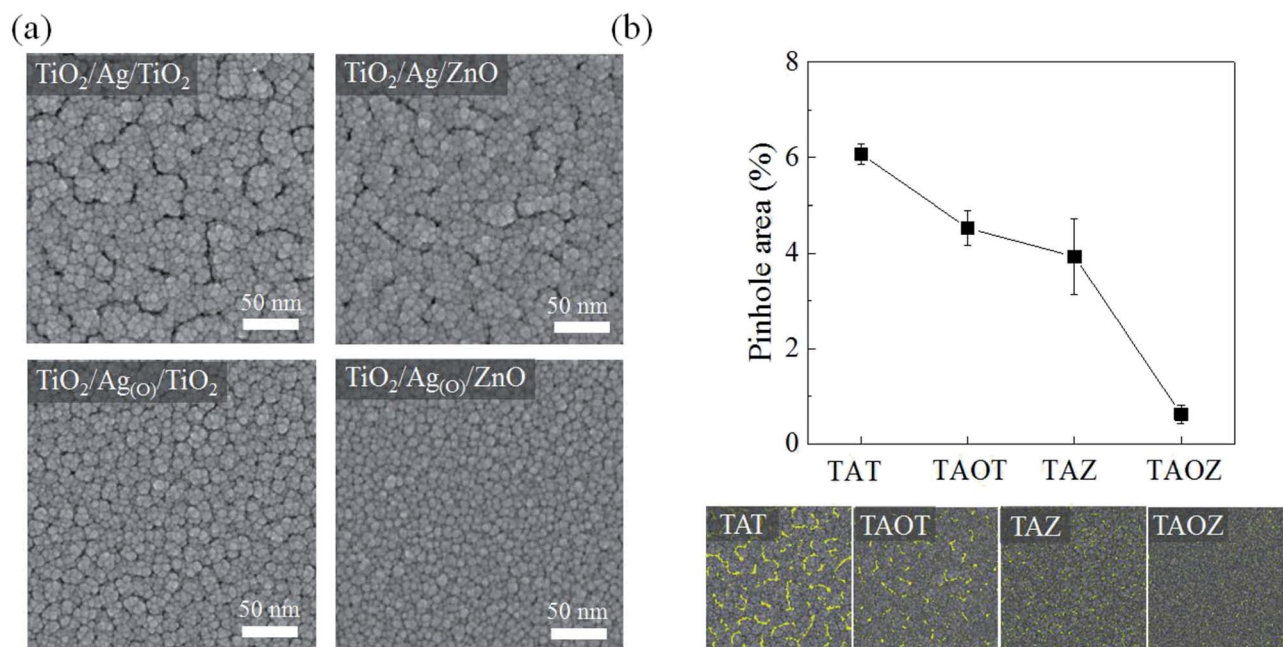 (a)
TiO₂/Ag/TiO₂
50 nm
TiO₂/Ag/ZnO
50 nm
TiO₂/Ag₍O₎/TiO₂
50 nm
TiO₂/Ag₍O₎/ZnO
50 nm
(b)
Pinhole area (%)
8
6
4
2
0
TAT TAOT TAZ TAOZ
TAT TAOT TAZ TAOZ